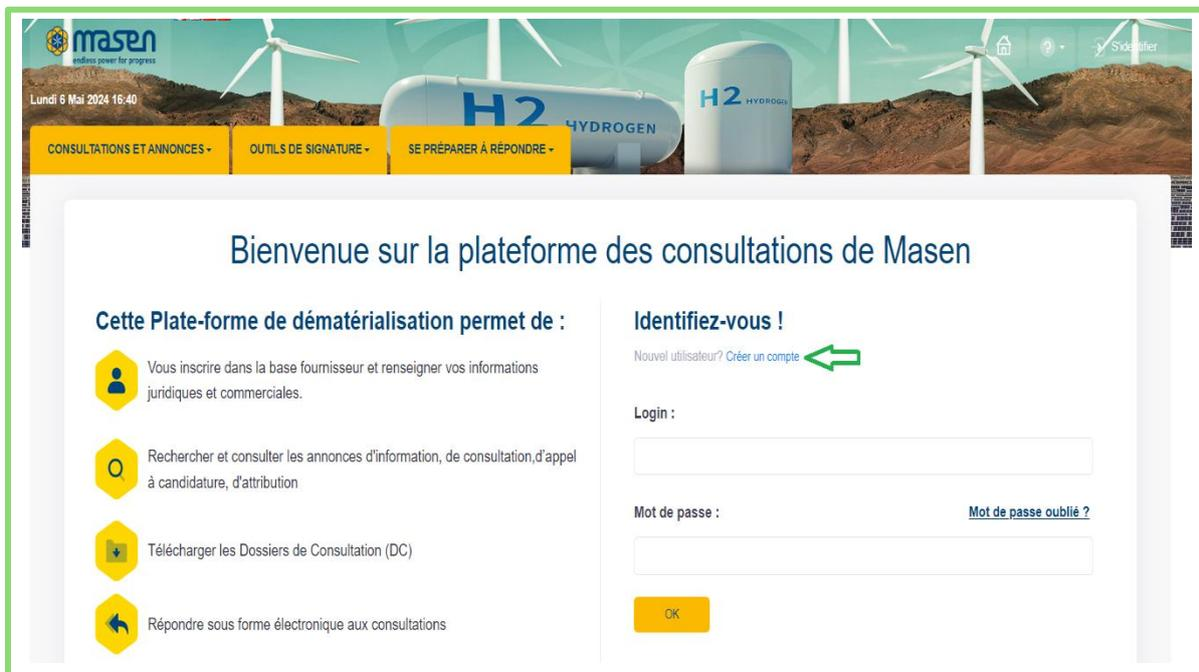 masen
endless power for progress
S'identifier
Lundi 6 Mai 2024 16:40
H2 HYDROGEN
H2 HYDROGEN
CONSULTATIONS ET ANNONCES
OUTILS DE SIGNATURE
SE PRÉPARER À RÉPONDRE
Bienvenue sur la plateforme des consultations de Masen
Cette Plate-forme de dématérialisation permet de :
Vous inscrire dans la base fournisseur et renseigner vos informations
juridiques et commerciales.
Rechercher et consulter les annonces d'information, de consultation,d'appel
à candidature, d'attribution
Télécharger les Dossiers de Consultation (DC)
Répondre sous forme électronique aux consultations
Identifiez-vous !
Nouvel utilisateur? Créer un compte
Login :
Mot de passe :
Mot de passe oublié ?
OK